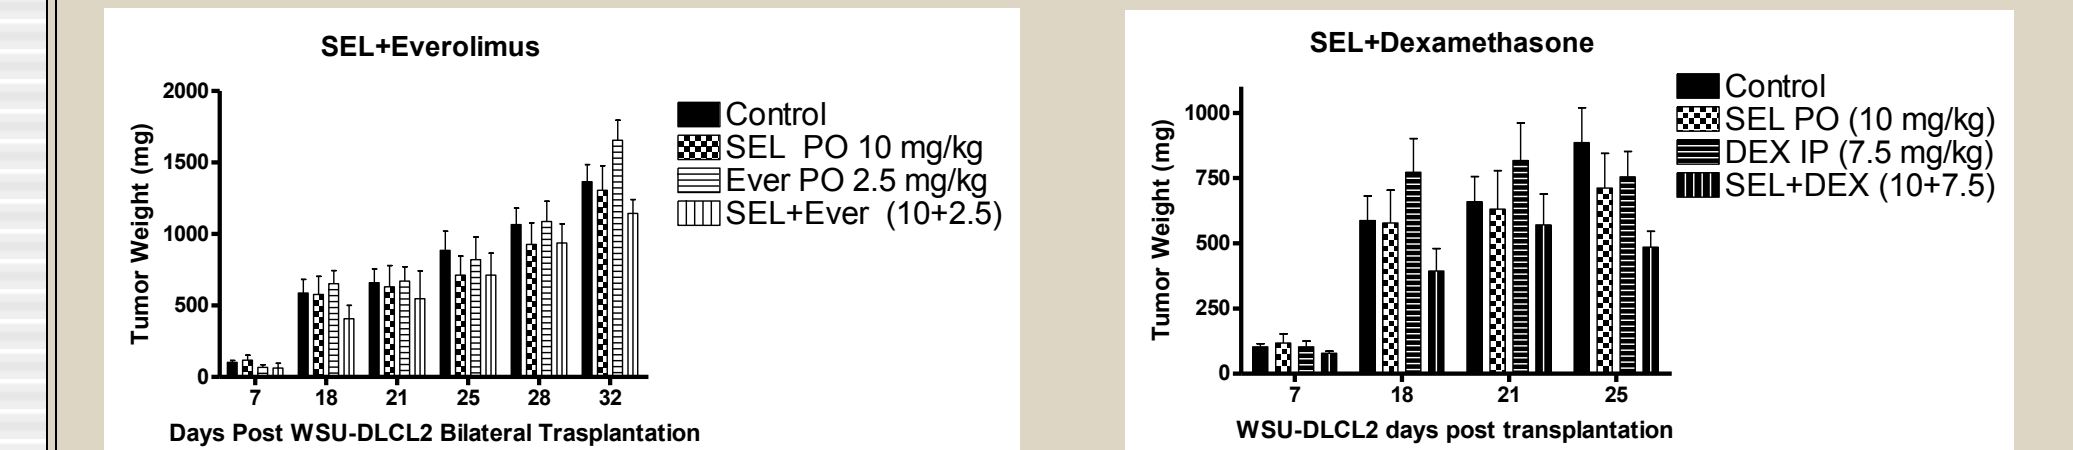 SEL+Everolimus
2000
1500
1000
500
0
Tumor Weight (mg)
7 18 21 25 28 32
Days Post WSU-DLCL2 Bilateral Trasplantation
Control
SEL PO 10 mg/kg
Ever PO 2.5 mg/kg
SEL+Ever (10+2.5)
SEL+Dexamethasone
1000
750
500
250
0
Tumor Weight (mg)
7 18 21 25
WSU-DLCL2 days post transplantation
Control
SEL PO (10 mg/kg)
DEX IP (7.5 mg/kg)
SEL+DEX (10+7.5)